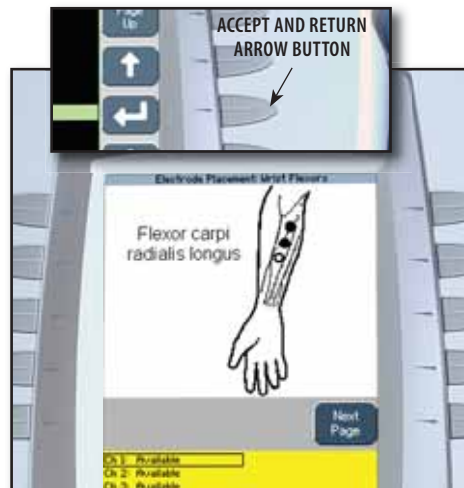 Page
Up
ACCEPT AND RETURN
ARROW BUTTON
Electrode Placement: Wrist Flexors
Flexor carpi
radialis longus
Next
Page
Ch 1: Available
Ch 2: Available
Ch 3: Available